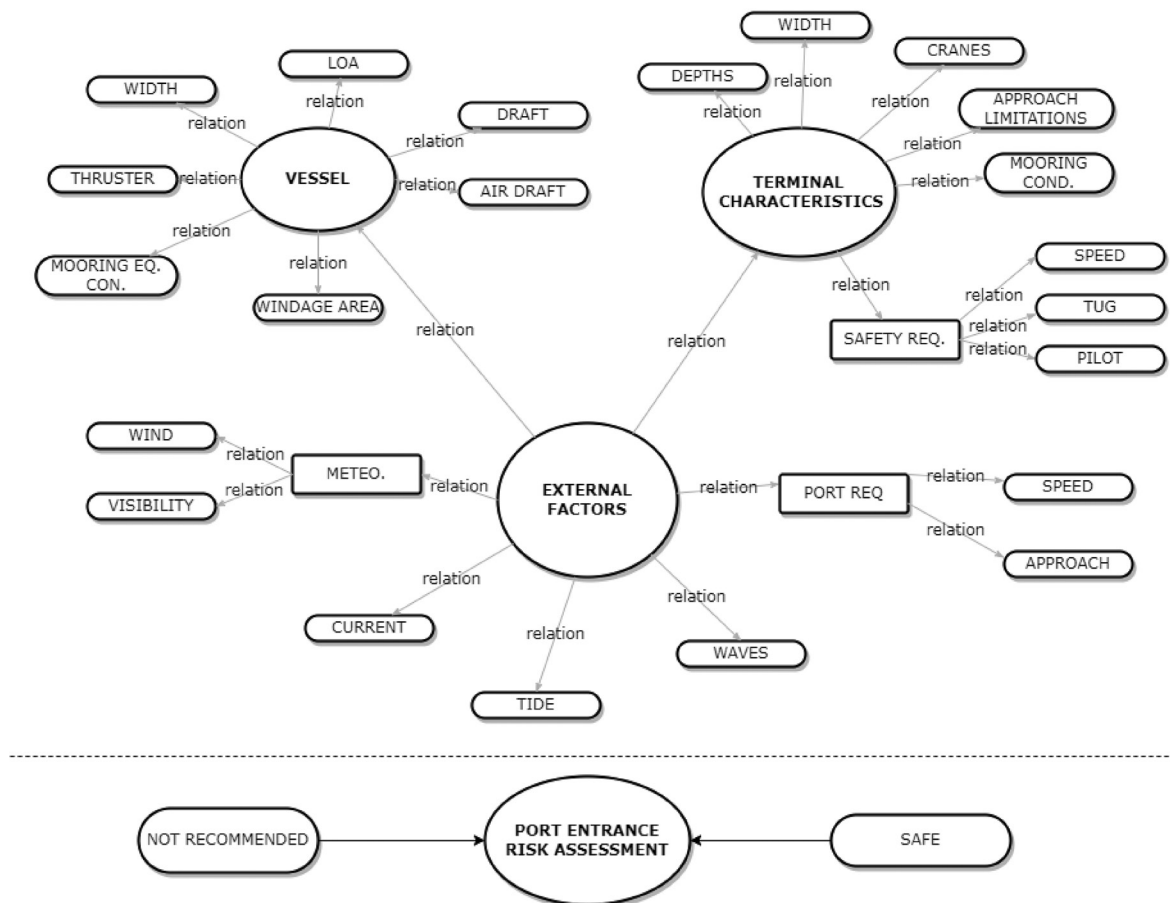 WIDTH
LOA
DRAFT
THRUSTER
VESSEL
AIR DRAFT
MOORING EQ.
CON.
WINDAGE AREA
relation
relation
relation
relation
relation
relation
relation
relation
WIDTH
DEPTHS
CRANES
APPROACH
LIMITATIONS
MOORING
COND.
TERMINAL
CHARACTERISTICS
relation
relation
relation
relation
relation
relation
SAFETY REQ.
SPEED
TUG
PILOT
relation
relation
relation
relation
WIND
VISIBILITY
METEO.
relation
relation
relation
EXTERNAL
FACTORS
relation
PORT REQ
relation
SPEED
relation
APPROACH
relation
CURRENT
relation
TIDE
relation
WAVES
NOT RECOMMENDED
PORT ENTRANCE
RISK ASSESSMENT
SAFE